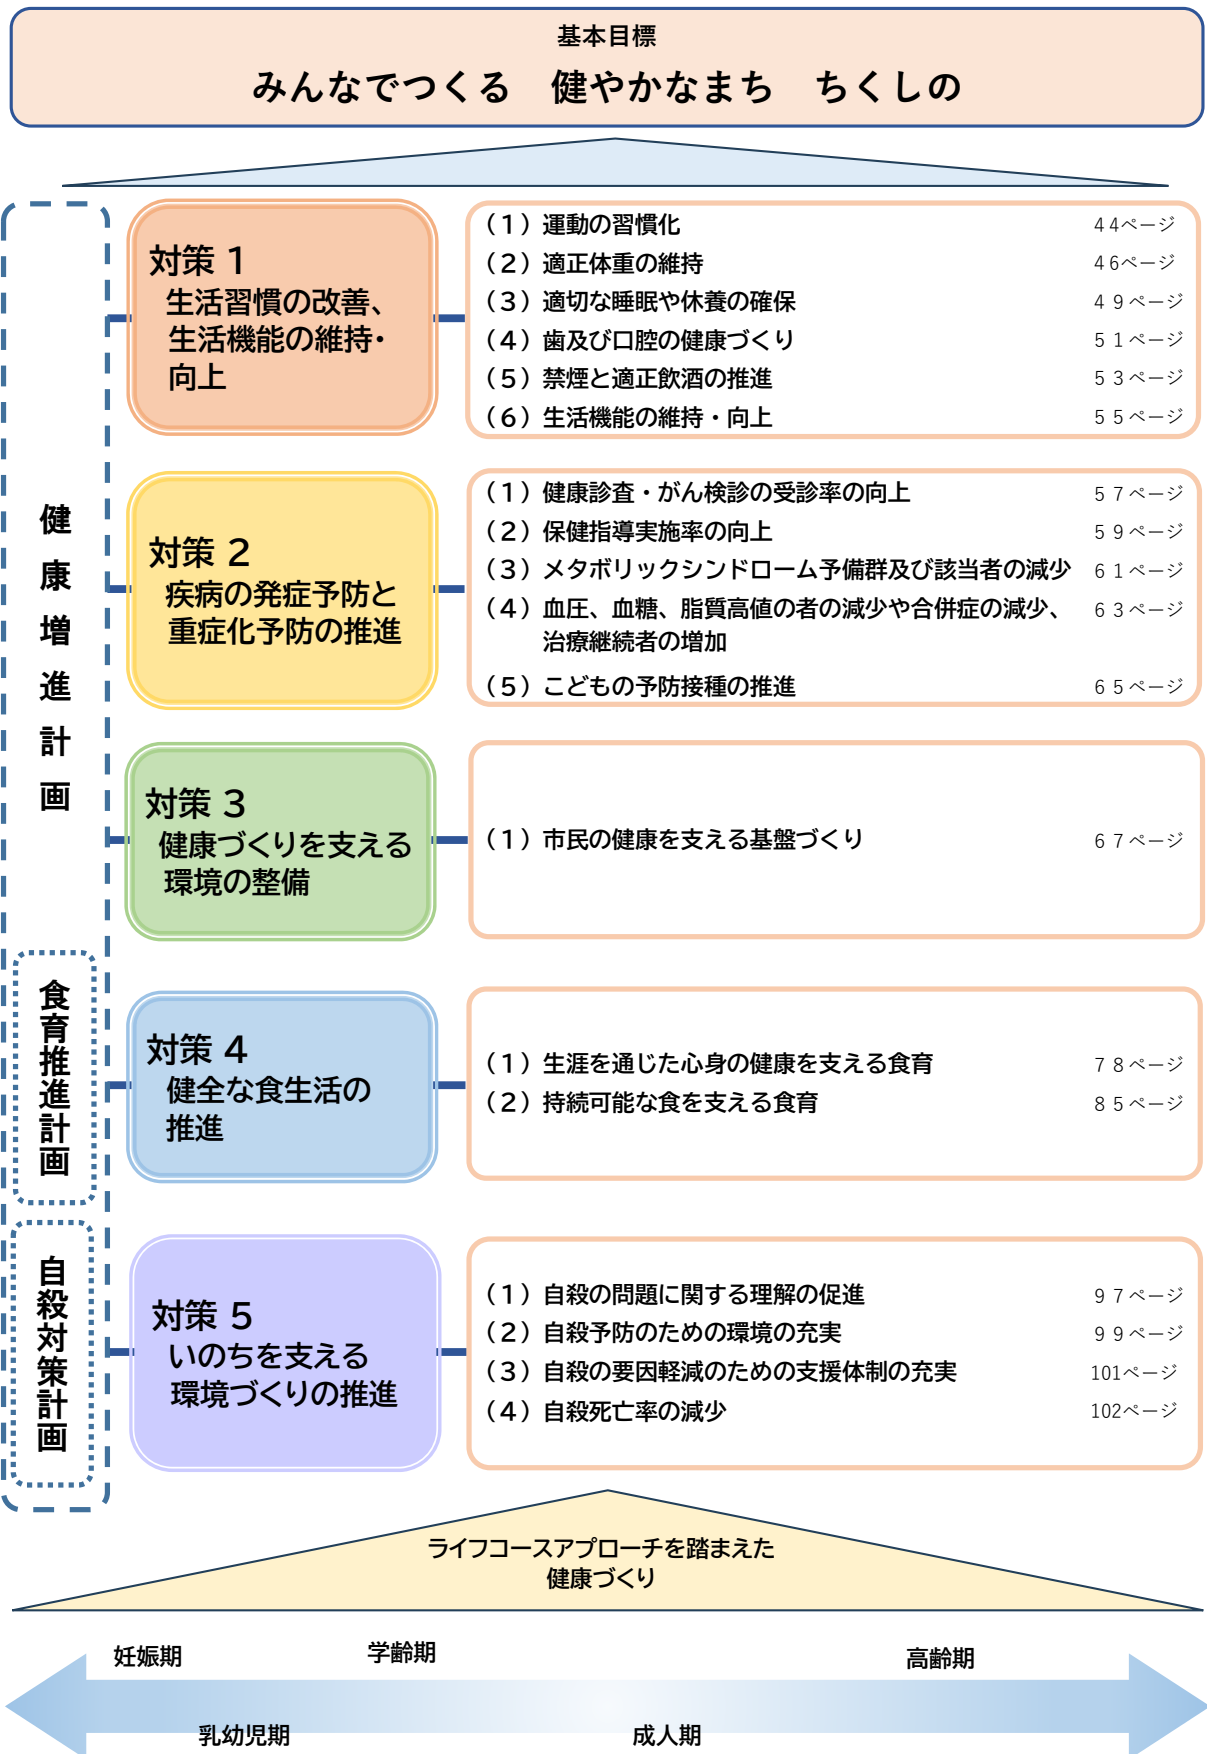 基本目標
みんなでつくる　健やかなまち　ちくしの
健康増進計画
対策 1
生活習慣の改善、
生活機能の維持・
向上
（1）運動の習慣化 44ページ
（2）適正体重の維持 46ページ
（3）適切な睡眠や休養の確保 49ページ
（4）歯及び口腔の健康づくり 51ページ
（5）禁煙と適正飲酒の推進 53ページ
（6）生活機能の維持・向上 55ページ
対策 2
疾病の発症予防と
重症化予防の推進
（1）健康診査・がん検診の受診率の向上 57ページ
（2）保健指導実施率の向上 59ページ
（3）メタボリックシンドローム予備群及び該当者の減少 61ページ
（4）血圧、血糖、脂質高値の者の減少や合併症の減少、 63ページ
治療継続者の増加
（5）こどもの予防接種の推進 65ページ
対策 3
健康づくりを支える
環境の整備
（1）市民の健康を支える基盤づくり 67ページ
食育推進計画
対策 4
健全な食生活の
推進
（1）生涯を通じた心身の健康を支える食育 78ページ
（2）持続可能な食を支える食育 85ページ
自殺対策計画
対策 5
いのちを支える
環境づくりの推進
（1）自殺の問題に関する理解の促進 97ページ
（2）自殺予防のための環境の充実 99ページ
（3）自殺の要因軽減のための支援体制の充実 101ページ
（4）自殺死亡率の減少 102ページ
ライフコースアプローチを踏まえた
健康づくり
妊娠期 学齢期 高齢期
乳幼児期 成人期